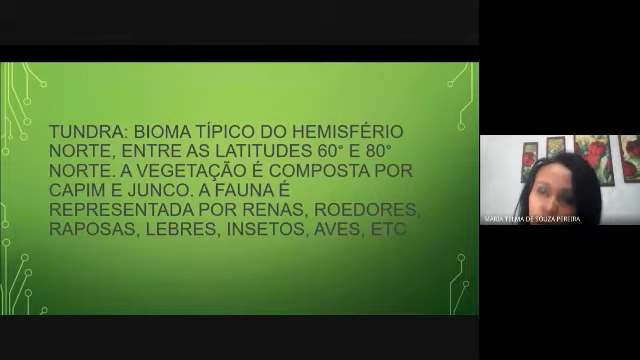 TUNDRA: BIOMA TÍPICO DO HEMISFÉRIO
NORTE, ENTRE AS LATITUDES 60° E 80°
NORTE. A VEGETAÇÃO É COMPOSTA POR
CAPIM E JUNCO. A FAUNA É
REPRESENTADA POR RENAS, ROEDORES,
RAPOSAS, LEBRES, INSETOS, AVES, ETC
MARIA TELMA DE SOUZA PEREIRA